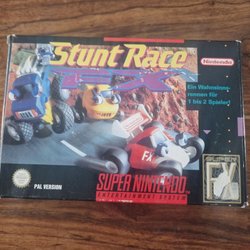 Stunt Race
FX
Nintendo
Ein Wahnsinns-
rennen für
1 bis 2 Spieler!
FX
SUPER
FX
PAL VERSION
SUPER NINTENDO
ENTERTAINMENT SYSTEM